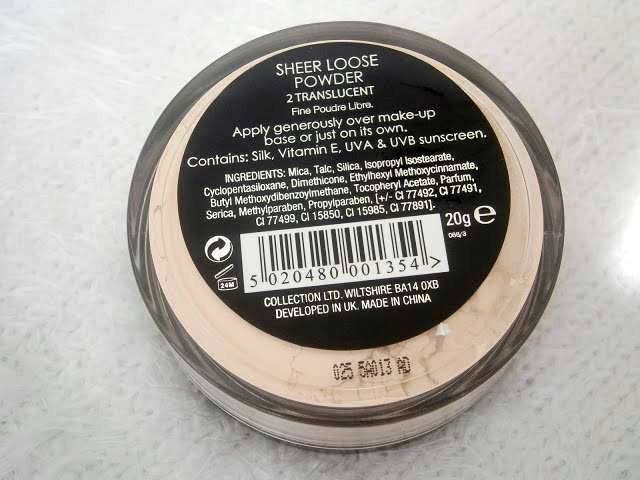 SHEER LOOSE
POWDER
2 TRANSLUCENT
Fine Poudre Libre.
Apply generously over make-up
base or just on its own.
Contains: Silk, Vitamin E, UVA & UVB sunscreen.
INGREDIENTS: Mica, Talc, Silica, Isopropyl Isostearate,
Cyclopentasiloxane, Dimethicone, Ethylhexyl Methoxycinnamate,
Butyl Methoxydibenzoylmethane, Tocopheryl Acetate, Parfum,
Serica, Methylparaben, Propylparaben, [+/- CI 77492, CI 77491,
CI 77499, CI 15850, CI 15985, CI 77891].
20g e
24M
5 020480 001354 >
COLLECTION LTD. WILTSHIRE BA14 0XB
DEVELOPED IN UK. MADE IN CHINA